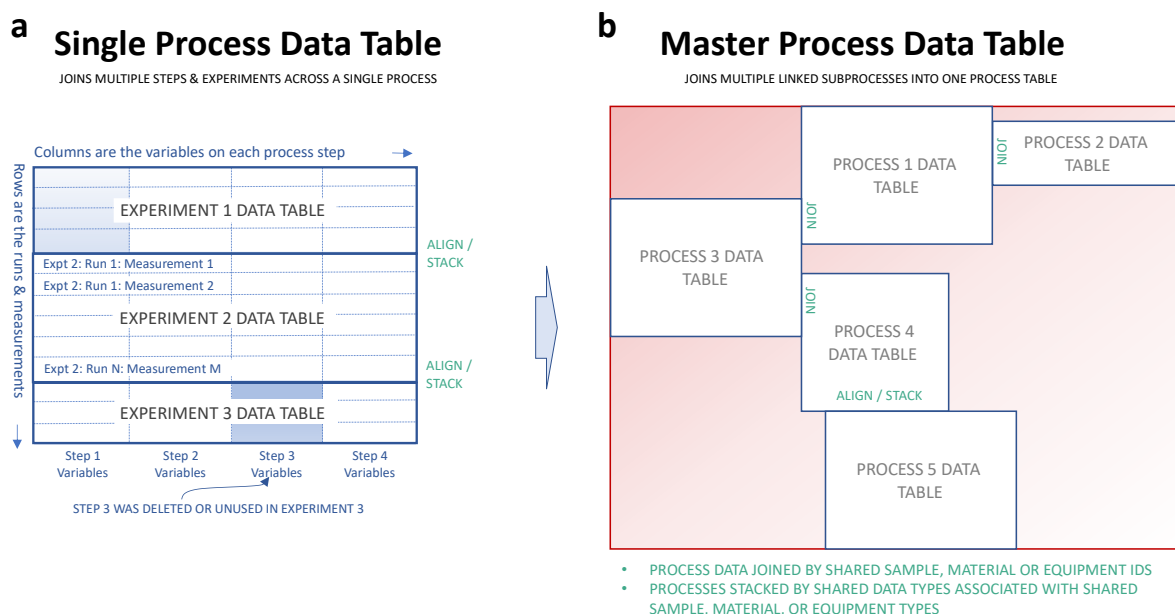 a
Single Process Data Table
JOINS MULTIPLE STEPS & EXPERIMENTS ACROSS A SINGLE PROCESS
Columns are the variables on each process step
Rows are the runs & measurements
EXPERIMENT 1 DATA TABLE
ALIGN /
STACK
Expt 2: Run 1: Measurement 1
Expt 2: Run 1: Measurement 2
EXPERIMENT 2 DATA TABLE
Expt 2: Run N: Measurement M
ALIGN /
STACK
EXPERIMENT 3 DATA TABLE
Step 1
Variables
Step 2
Variables
Step 3
Variables
Step 4
Variables
STEP 3 WAS DELETED OR UNUSED IN EXPERIMENT 3
b
Master Process Data Table
JOINS MULTIPLE LINKED SUBPROCESSES INTO ONE PROCESS TABLE
PROCESS 1 DATA
TABLE
JOIN
PROCESS 2 DATA
TABLE
JOIN
PROCESS 3 DATA
TABLE
JOIN
PROCESS 4
DATA TABLE
ALIGN / STACK
PROCESS 5 DATA
TABLE
• PROCESS DATA JOINED BY SHARED SAMPLE, MATERIAL OR EQUIPMENT IDS
• PROCESSES STACKED BY SHARED DATA TYPES ASSOCIATED WITH SHARED
SAMPLE, MATERIAL, OR EQUIPMENT TYPES